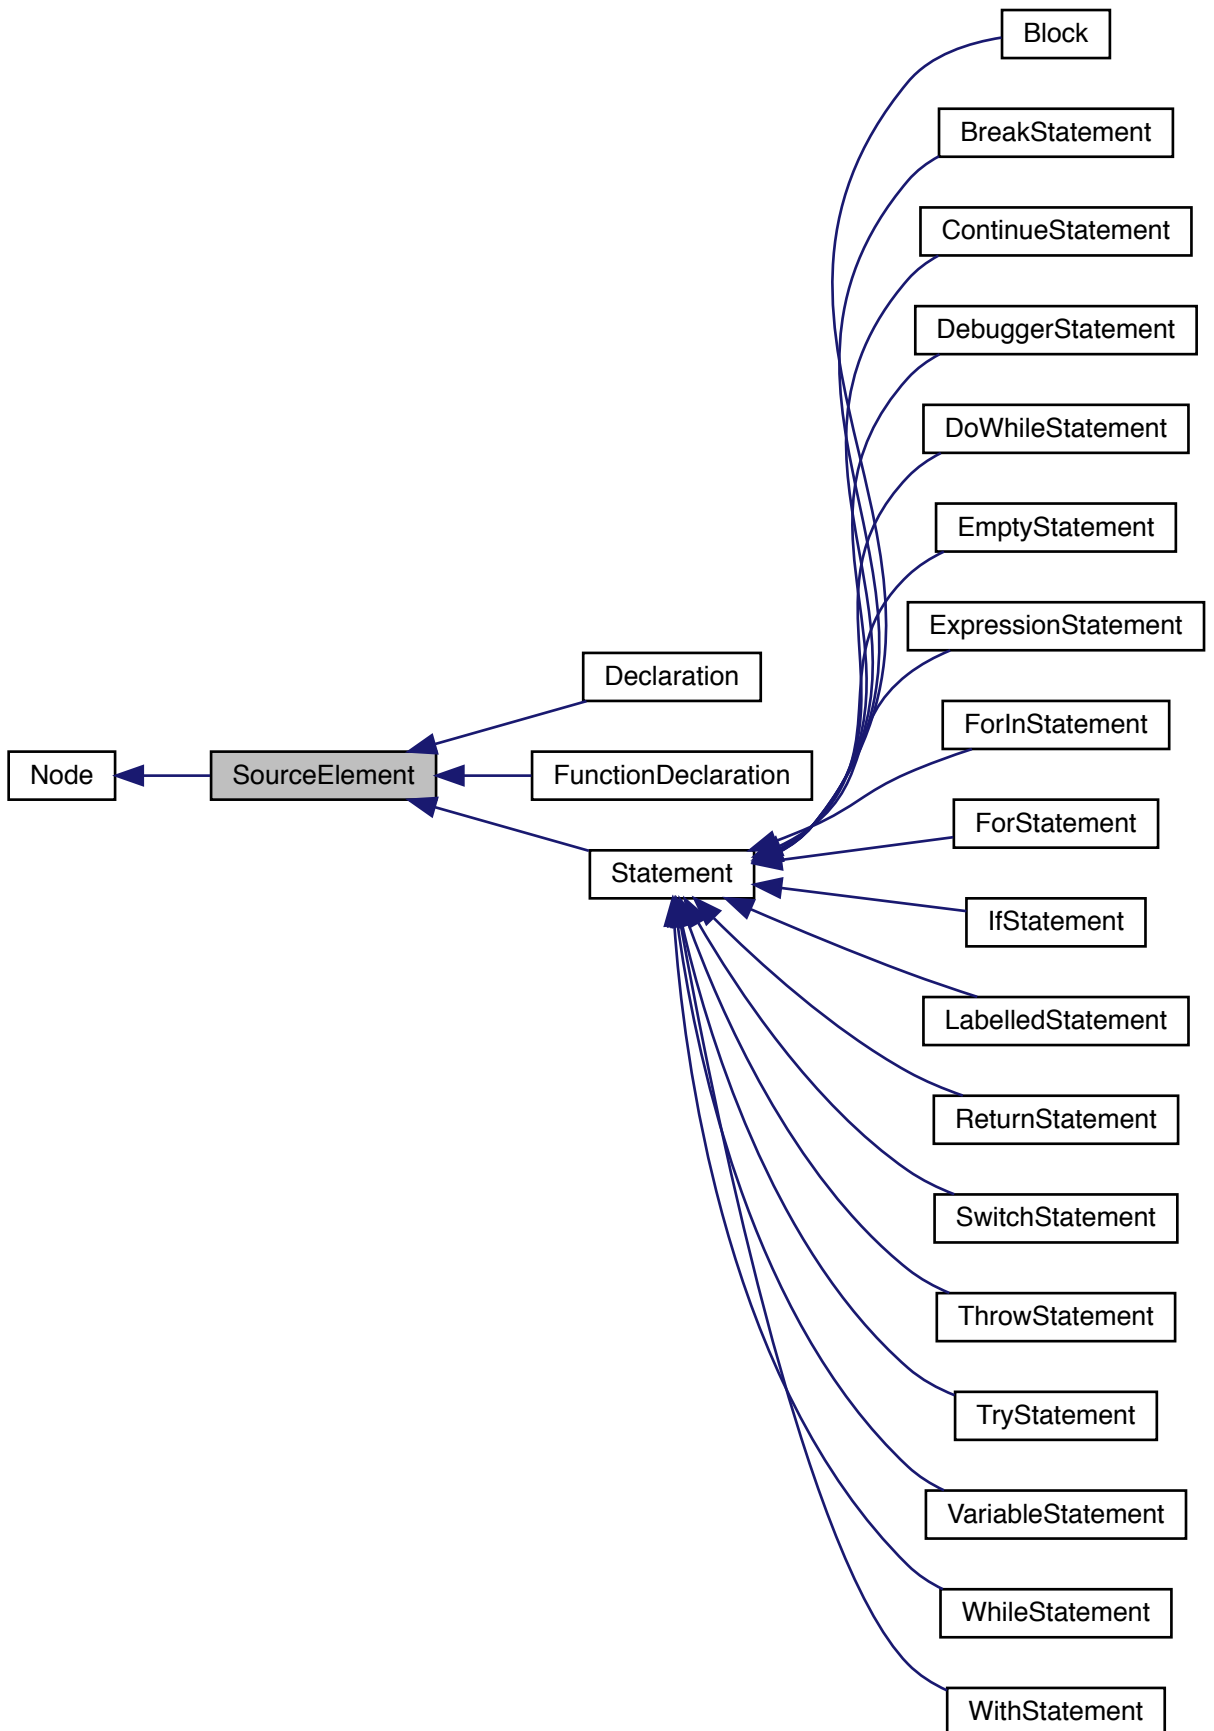 Block
BreakStatement
ContinueStatement
DebuggerStatement
DoWhileStatement
EmptyStatement
ExpressionStatement
Declaration
ForInStatement
Node
SourceElement
FunctionDeclaration
ForStatement
Statement
IfStatement
LabelledStatement
ReturnStatement
SwitchStatement
ThrowStatement
TryStatement
VariableStatement
WhileStatement
WithStatement